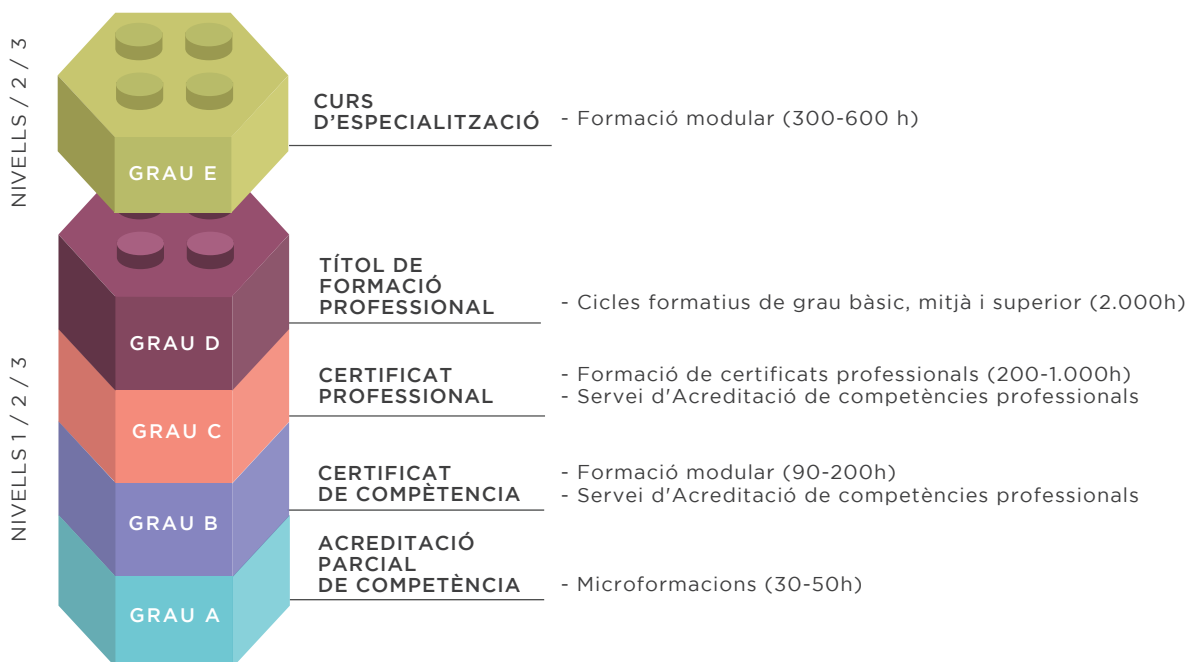 NIVELLS / 2 / 3
GRAU E
CURS
D'ESPECIALITZACIÓ
- Formació modular (300-600 h)
NIVELLS 1 / 2 / 3
GRAU D
TÍTOL DE
FORMACIÓ
PROFESSIONAL
- Cicles formatius de grau bàsic, mitjà i superior (2.000h)
GRAU C
CERTIFICAT
PROFESSIONAL
- Formació de certificats professionals (200-1.000h)
- Servei d'Acreditació de competències professionals
GRAU B
CERTIFICAT
DE COMPÈTENCIA
- Formació modular (90-200h)
- Servei d'Acreditació de competències professionals
GRAU A
ACREDITACIÓ
PARCIAL
DE COMPETÈNCIA
- Microformacions (30-50h)